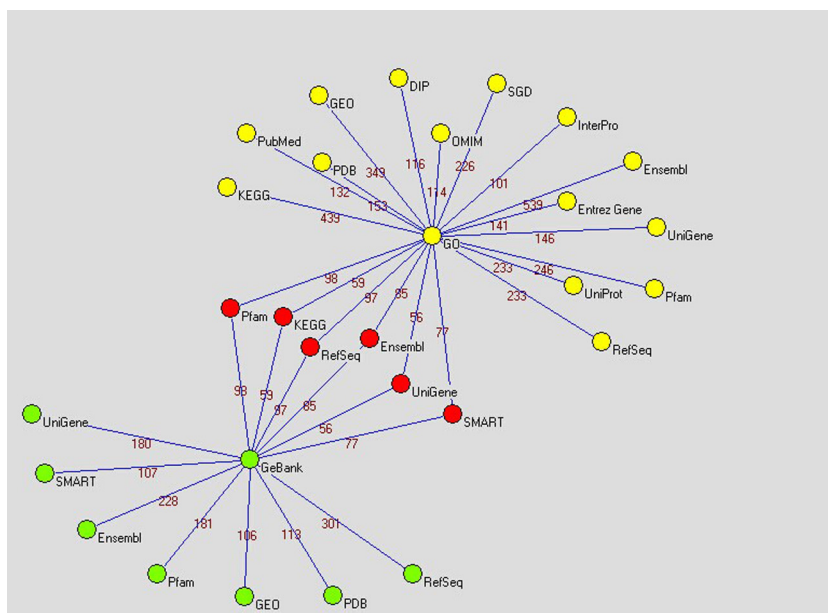 DIP
SGD
GEO
InterPro
PubMed
OMIM
PDB
116
226
Ensembl
349
101
KEGG
132
114
153
539
Entrez Gene
439
141
UniGene
GO
146
233
246
98
59
UniProt
Pfam
97
85
233
Pfam
56
KEGG
77
RefSeq
Ensembl
RefSeq
98
59
UniGene
97
65
UniGene
56
SMART
180
77
GeBank
107
SMART
228
181
106
113
301
Ensembl
Pfam
RefSeq
GEO
PDB